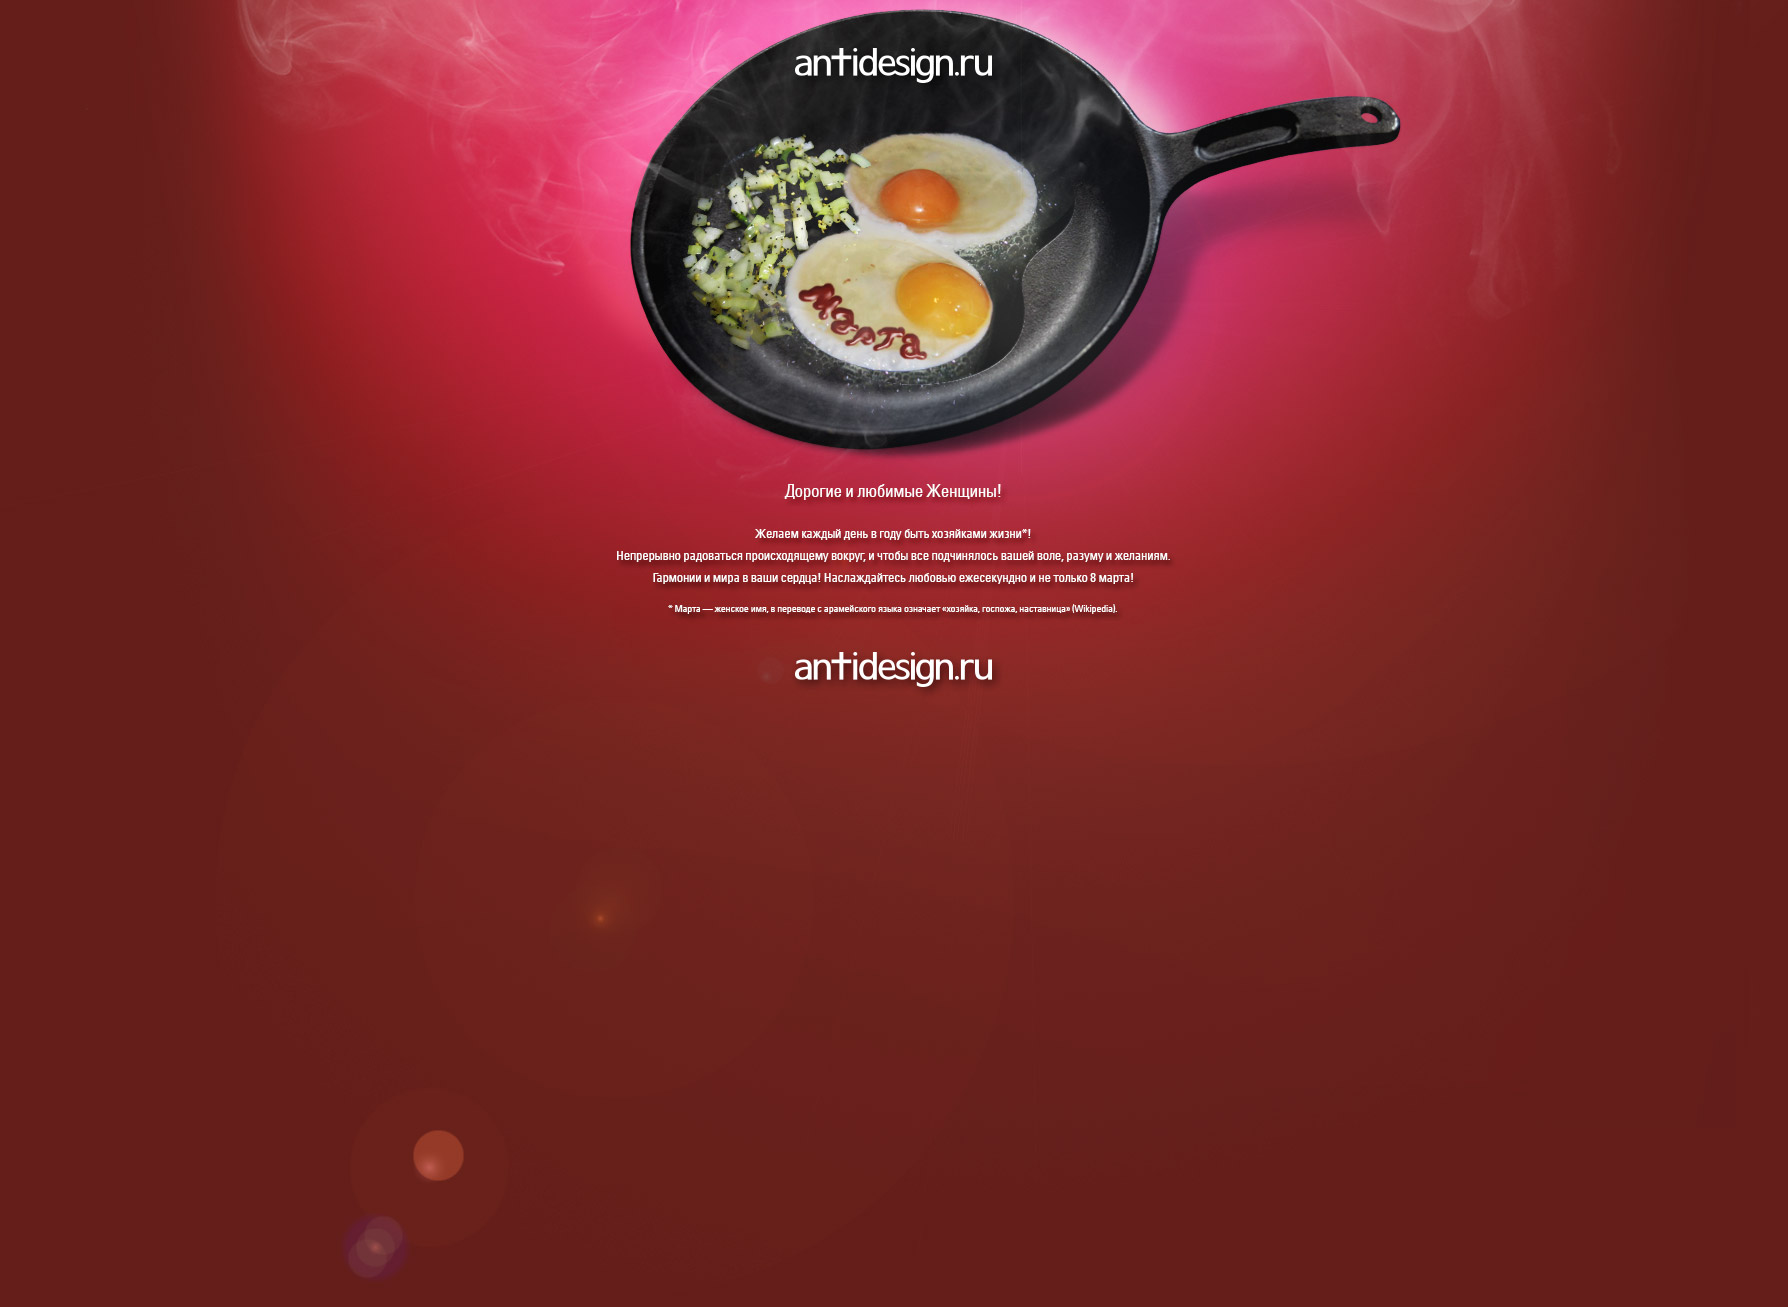 antidesign.ru
марта
Дорогие и любимые Женщины!
Желаем каждый день в году быть хозяйками жизни*!
Непрерывно радоваться происходящему вокруг, и чтобы все подчинялось вашей воле, разуму и желаниям.
Гармонии и мира в ваши сердца! Наслаждайтесь любовью ежесекундно и не только 8 марта!
* Марта — женское имя, в переводе с арамейского языка означает «хозяйка, госпожа, наставница» (Wikipedia).
antidesign.ru